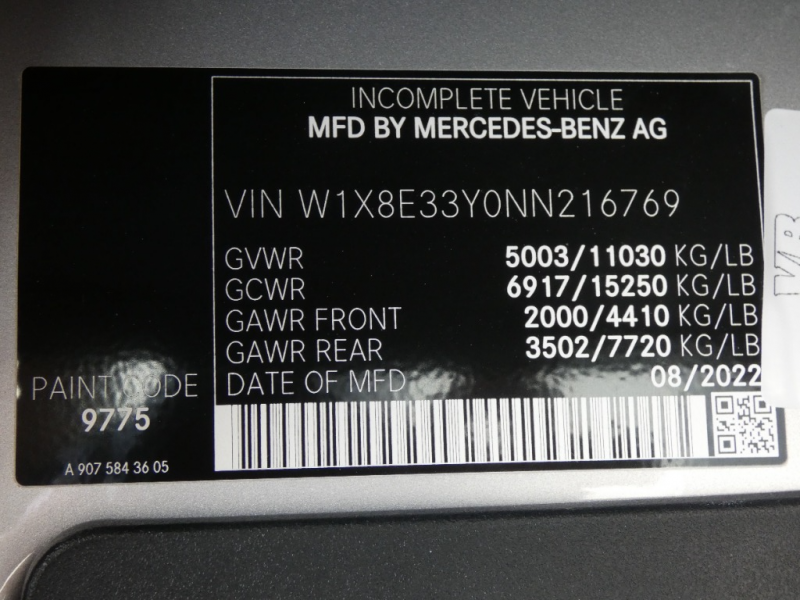 INCOMPLETE VEHICLE
MFD BY MERCEDES-BENZ AG
VIN W1X8E33Y0NN216769
GVWR 5003/11030 KG/LB
GCWR 6917/15250 KG/LB
GAWR FRONT 2000/4410 KG/LB
GAWR REAR 3502/7720 KG/LB
DATE OF MFD 08/2022
PAINT CODE
9775
A 907 584 36 05